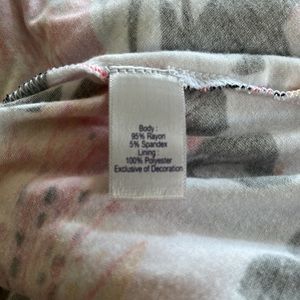 Body :
95% Rayon
5% Spandex
Lining :
100% Polyester
Exclusive of Decoration